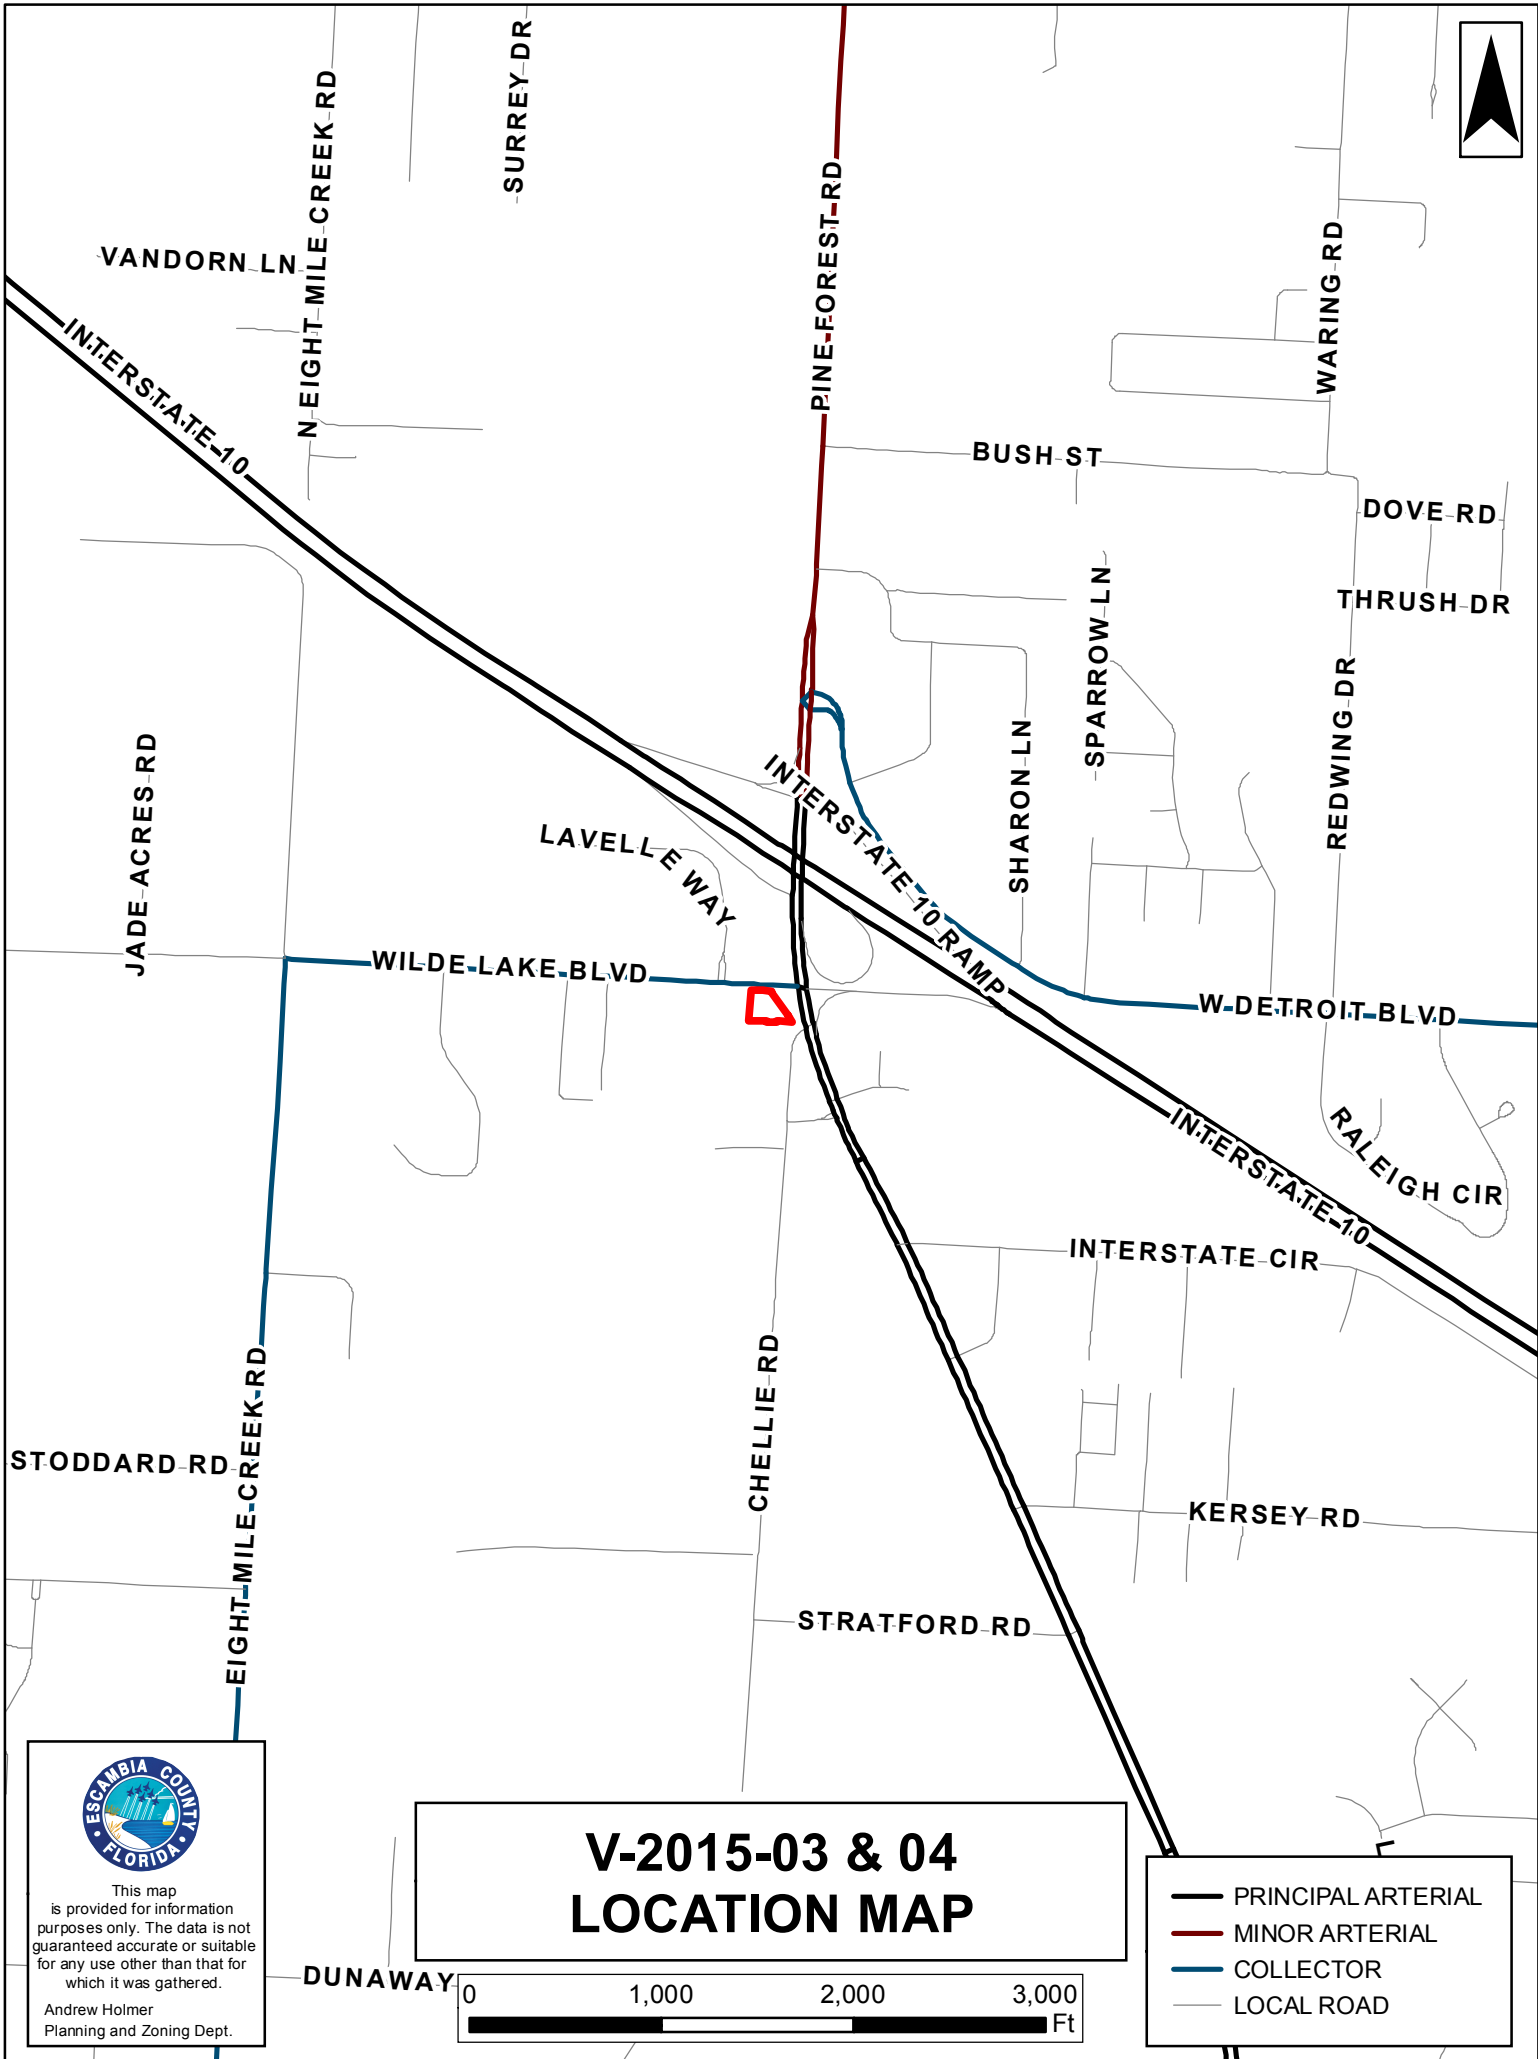 SURREY DR
N EIGHT MILE CREEK RD
PINE FOREST RD
VANDORN LN
WARING RD
INTERSTATE 10
BUSH ST
DOVE RD
THRUSH DR
SPARROW LN
REDWING DR
SHARON LN
JADE ACRES RD
INTERSTATE 10 RAMP
LAVELLE WAY
WILDE LAKE BLVD
W DETROIT BLVD
RALEIGH CIR
INTERSTATE 10
INTERSTATE CIR
CHELLIE RD
EIGHT MILE CREEK RD
STODDARD RD
KERSEY RD
STRATFORD RD
L
ESCAMBIA COUNTY
FLORIDA
This map
is provided for information
purposes only. The data is not
guaranteed accurate or suitable
for any use other than that for
which it was gathered.
Andrew Holmer
Planning and Zoning Dept.
V-2015-03 & 04
LOCATION MAP
DUNAWAY
0 1,000 2,000 3,000
Ft
PRINCIPAL ARTERIAL
MINOR ARTERIAL
COLLECTOR
LOCAL ROAD